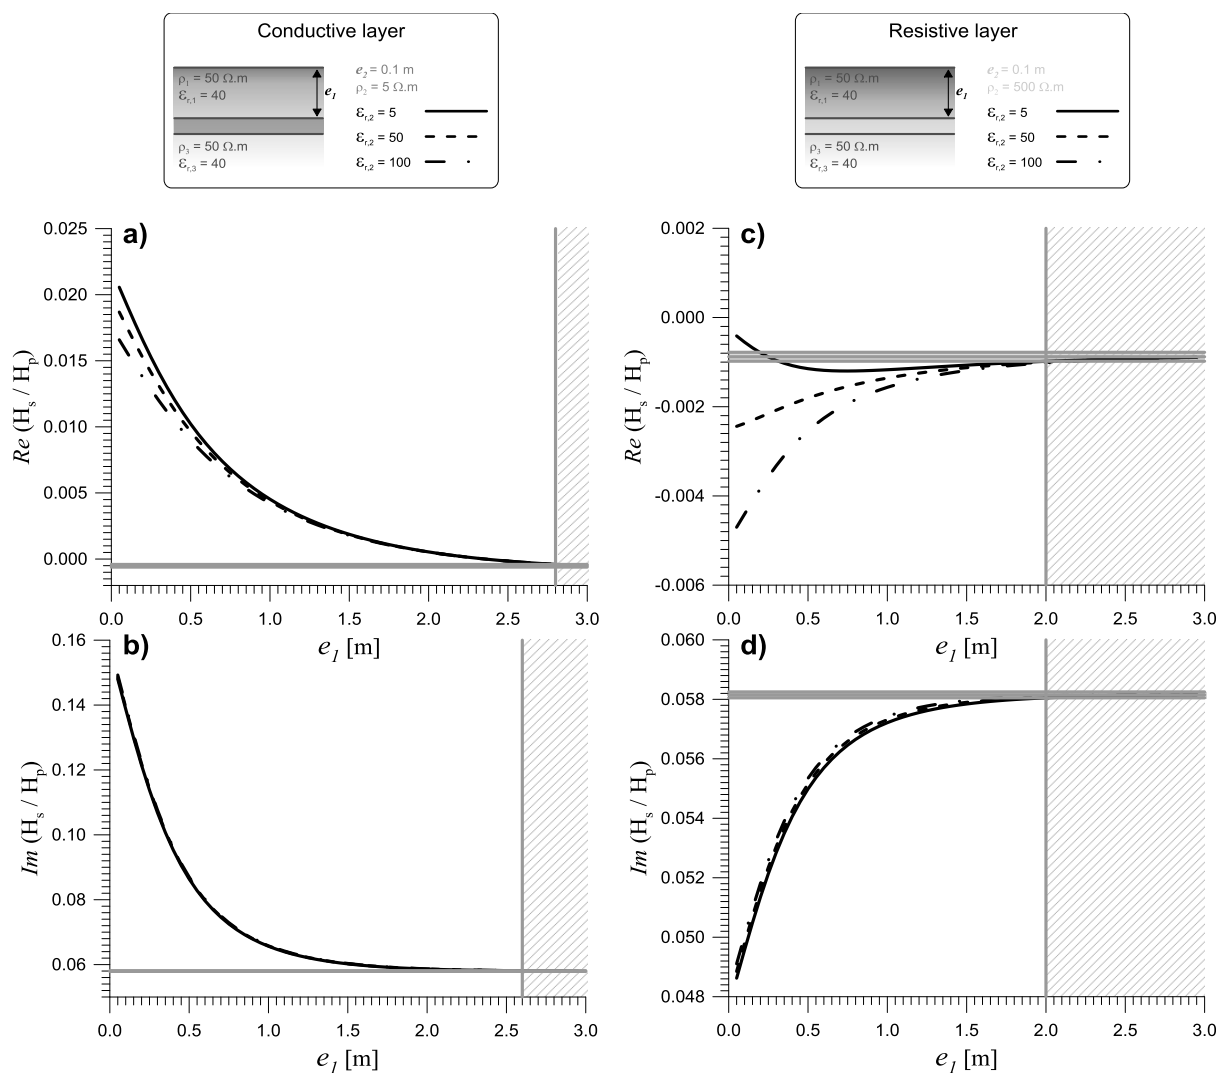 Conductive layer
ρ₁ = 50 Ω.m
εr,1 = 40
e₁
ρ₃ = 50 Ω.m
εr,3 = 40
e₂ = 0.1 m
ρ₂ = 5 Ω.m
εr,2 = 5
εr,2 = 50
εr,2 = 100
Resistive layer
ρ₁ = 50 Ω.m
εr,1 = 40
e₁
ρ₃ = 50 Ω.m
εr,3 = 40
e₂ = 0.1 m
ρ₂ = 500 Ω.m
εr,2 = 5
εr,2 = 50
εr,2 = 100
a)
Re (Hs / Hp)
0.025
0.020
0.015
0.010
0.005
0.000
0.0 0.5 1.0 1.5 2.0 2.5 3.0
e₁ [m]
c)
Re (Hs / Hp)
0.002
0.000
-0.002
-0.004
-0.006
0.0 0.5 1.0 1.5 2.0 2.5 3.0
e₁ [m]
b)
Im (Hs / Hp)
0.16
0.14
0.12
0.10
0.08
0.06
0.0 0.5 1.0 1.5 2.0 2.5 3.0
e₁ [m]
d)
Im (Hs / Hp)
0.060
0.058
0.056
0.054
0.052
0.050
0.048
0.0 0.5 1.0 1.5 2.0 2.5 3.0
e₁ [m]